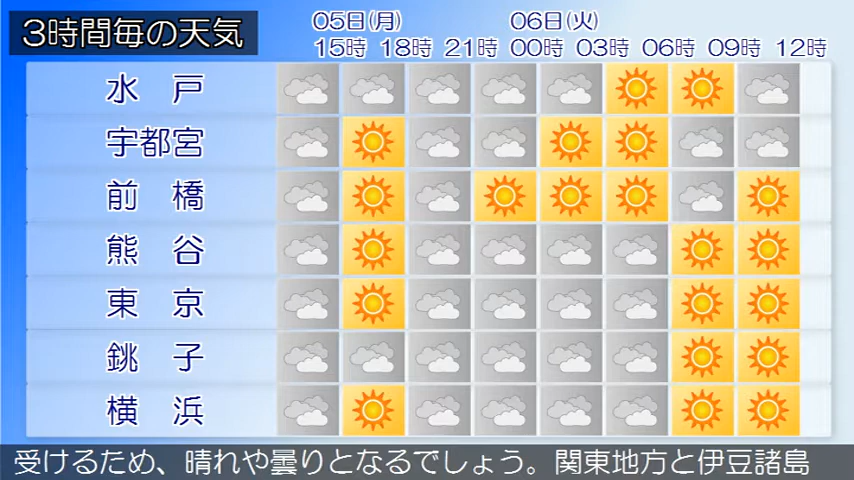 3時間毎の天気
05日(月) 06日(火)
15時 18時 21時 00時 03時 06時 09時 12時
水戸
宇都宮
前橋
熊谷
東京
銚子
横浜
受けるため、晴れや曇りとなるでしょう。関東地方と伊豆諸島